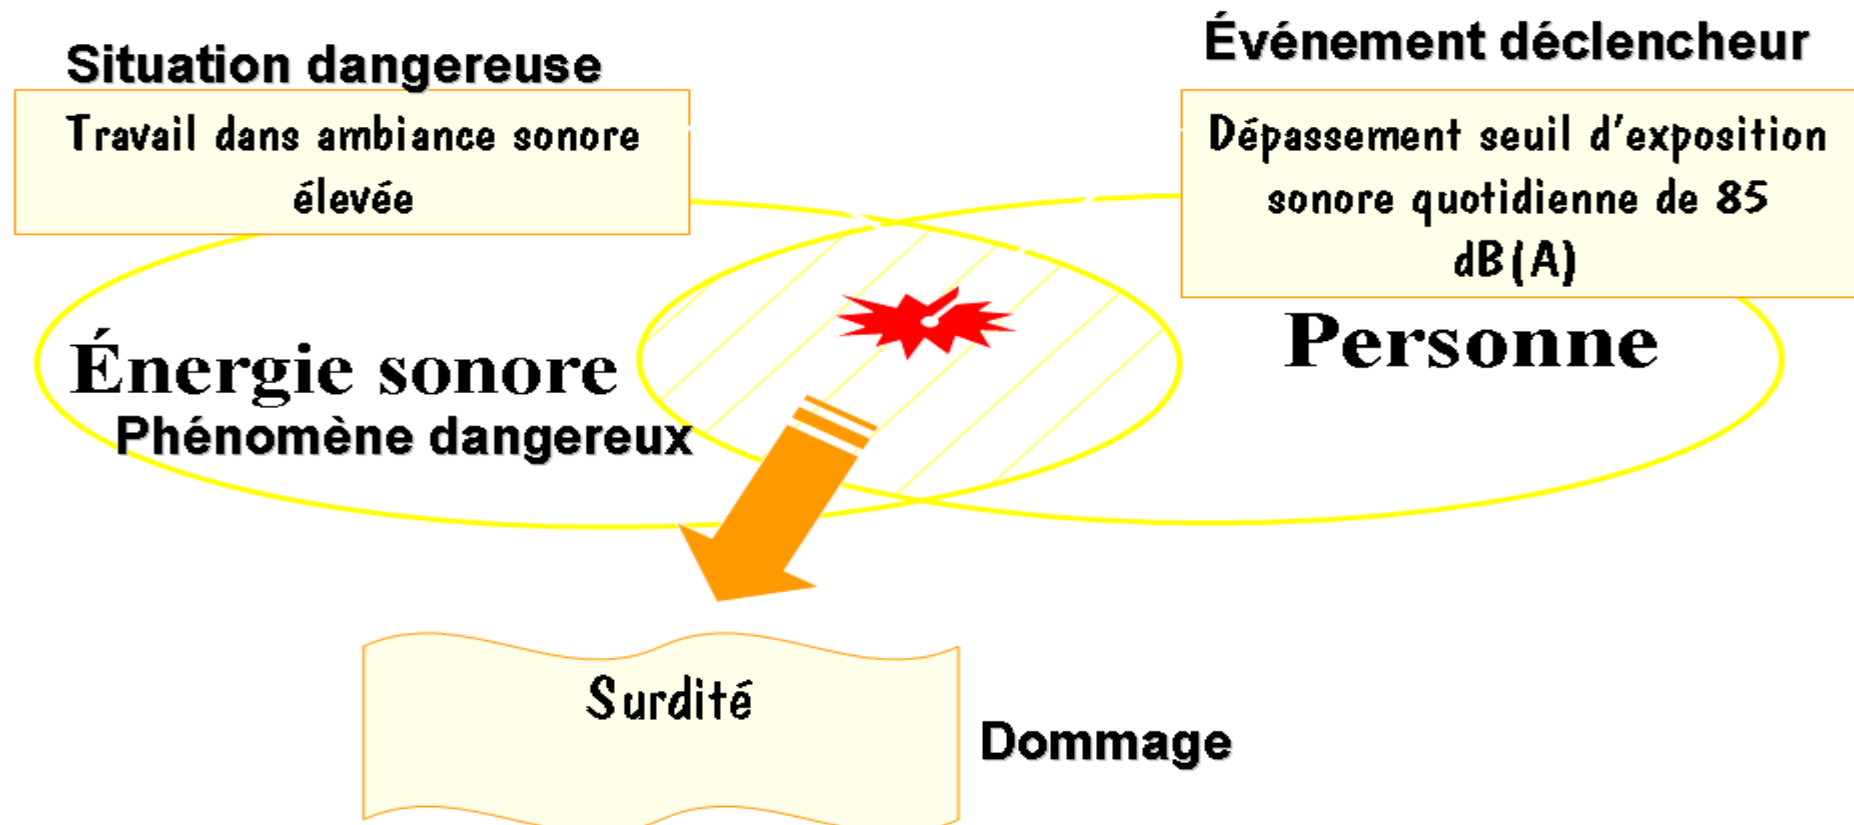 Situation dangereuse
Travail dans ambiance sonore
élevée
Événement déclencheur
Dépassement seuil d'exposition
sonore quotidienne de 85
dB(A)
Énergie sonore
Phénomène dangereux
Personne
Surdité
Dommage